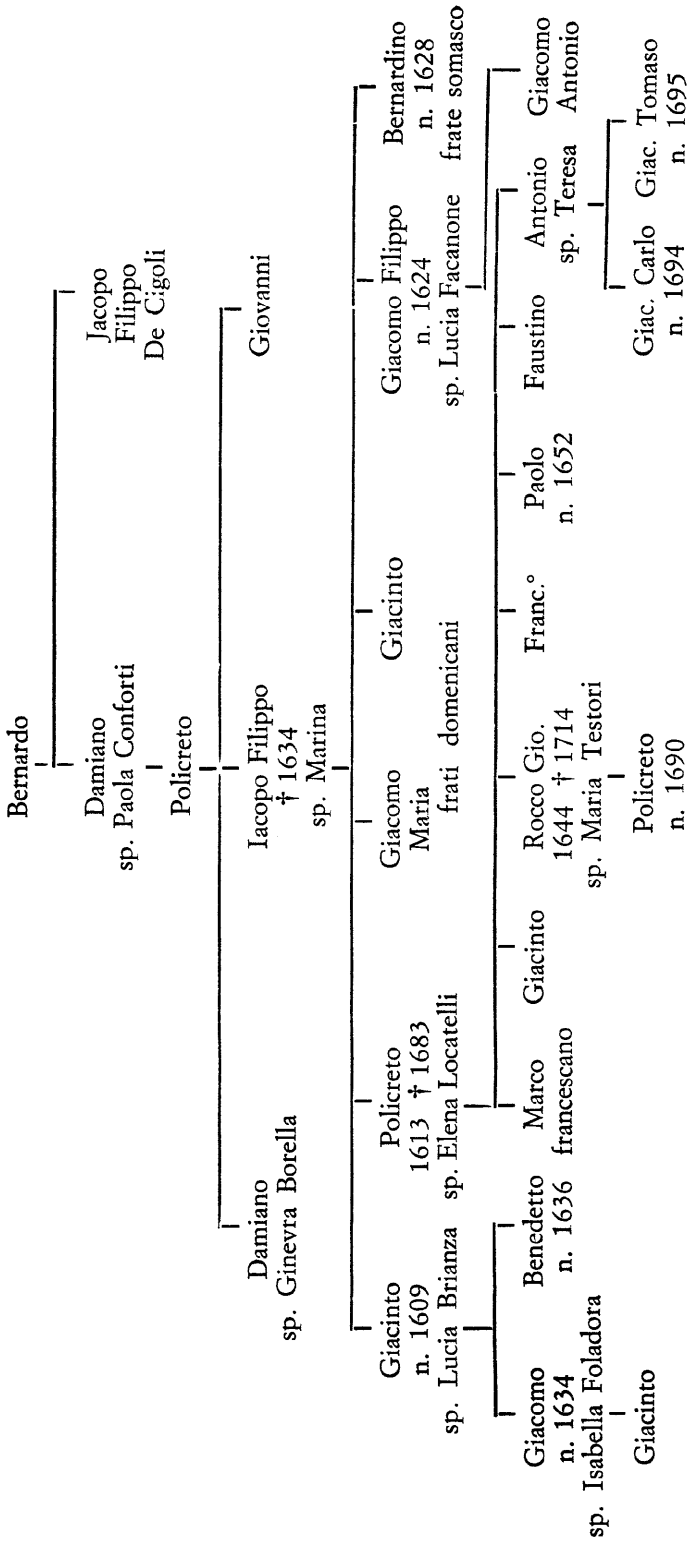 Bernardo
Damiano
sp. Paola Conforti
Jacopo
Filippo
De Cigoli
Policreto
Damiano
sp. Ginevra Borella
Iacopo Filippo
† 1634
sp. Marina
Giovanni
Giacinto
n. 1609
sp. Lucia Brianza
Policreto
1613 † 1683
sp. Elena Locatelli
Giacomo
Maria
Giacinto
frati domenicani
Giacomo Filippo
n. 1624
sp. Lucia Facanone
Bernardino
n. 1628
frate somasco
Giacomo
n. 1634
sp. Isabella Foladora
Benedetto
n. 1636
Marco
francescano
Giacinto
Rocco Gio.
1644 † 1714
sp. Maria Testori
Franc.°
Paolo
n. 1652
Faustino
Antonio
sp. Teresa
Giacomo
Antonio
Giacinto
Policreto
n. 1690
Giac. Carlo
n. 1694
Giac. Tomaso
n. 1695